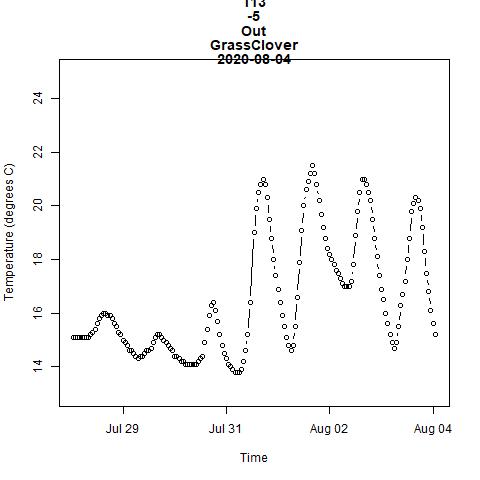 T13
-5
Out
GrassClover
2020-08-04
24
22
20
18
16
14
Temperature (degrees C)
Jul 29
Jul 31
Aug 02
Aug 04
Time